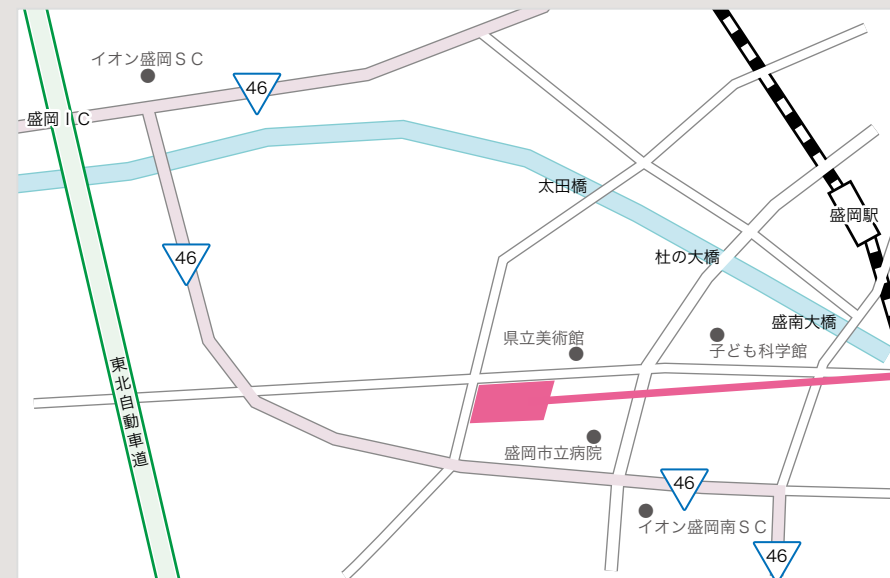 イオン盛岡ＳＣ
46
盛岡ＩＣ
太田橋
盛岡駅
46
杜の大橋
盛南大橋
県立美術館
子ども科学館
東北自動車道
盛岡市立病院
46
イオン盛岡南ＳＣ
46